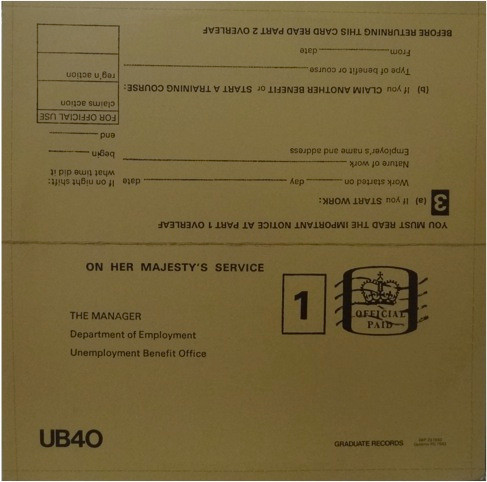 BEFORE RETURNING THIS CARD READ PART 2 OVERLEAF
From date
Type of benefit or course
(b) If you CLAIM ANOTHER BENEFIT or START A TRAINING COURSE:
regn'n action
claims action
FOR OFFICIAL USE
Employer's name and address
Nature of work
Work started on day date
If on night shift:
what time did it
begin
end
3 (a) If you START WORK:
YOU MUST READ THE IMPORTANT NOTICE AT PART 1 OVERLEAF
ON HER MAJESTY'S SERVICE
1
OFFICIAL
PAID
THE MANAGER
Department of Employment
Unemployment Benefit Office
UB40
GRADUATE RECORDS